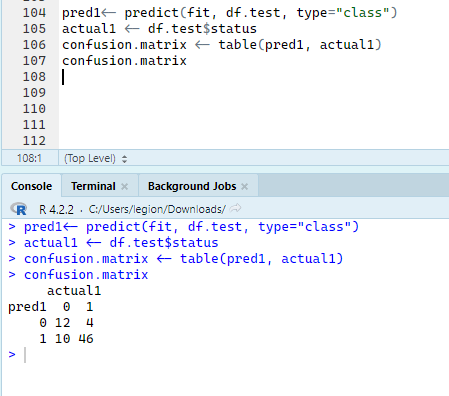 104 pred1<- predict(fit, df.test, type="class")
105 actual1 <- df.test$status
106 confusion.matrix <- table(pred1, actual1)
107 confusion.matrix
108
109
110
111
112
108:1 (Top Level)
Console Terminal Background Jobs
R 4.2.2 · C:/Users/legion/Downloads/
> pred1<- predict(fit, df.test, type="class")
> actual1 <- df.test$status
> confusion.matrix <- table(pred1, actual1)
> confusion.matrix
     actual1
pred1  0  1
    0 12  4
    1 10 46
>